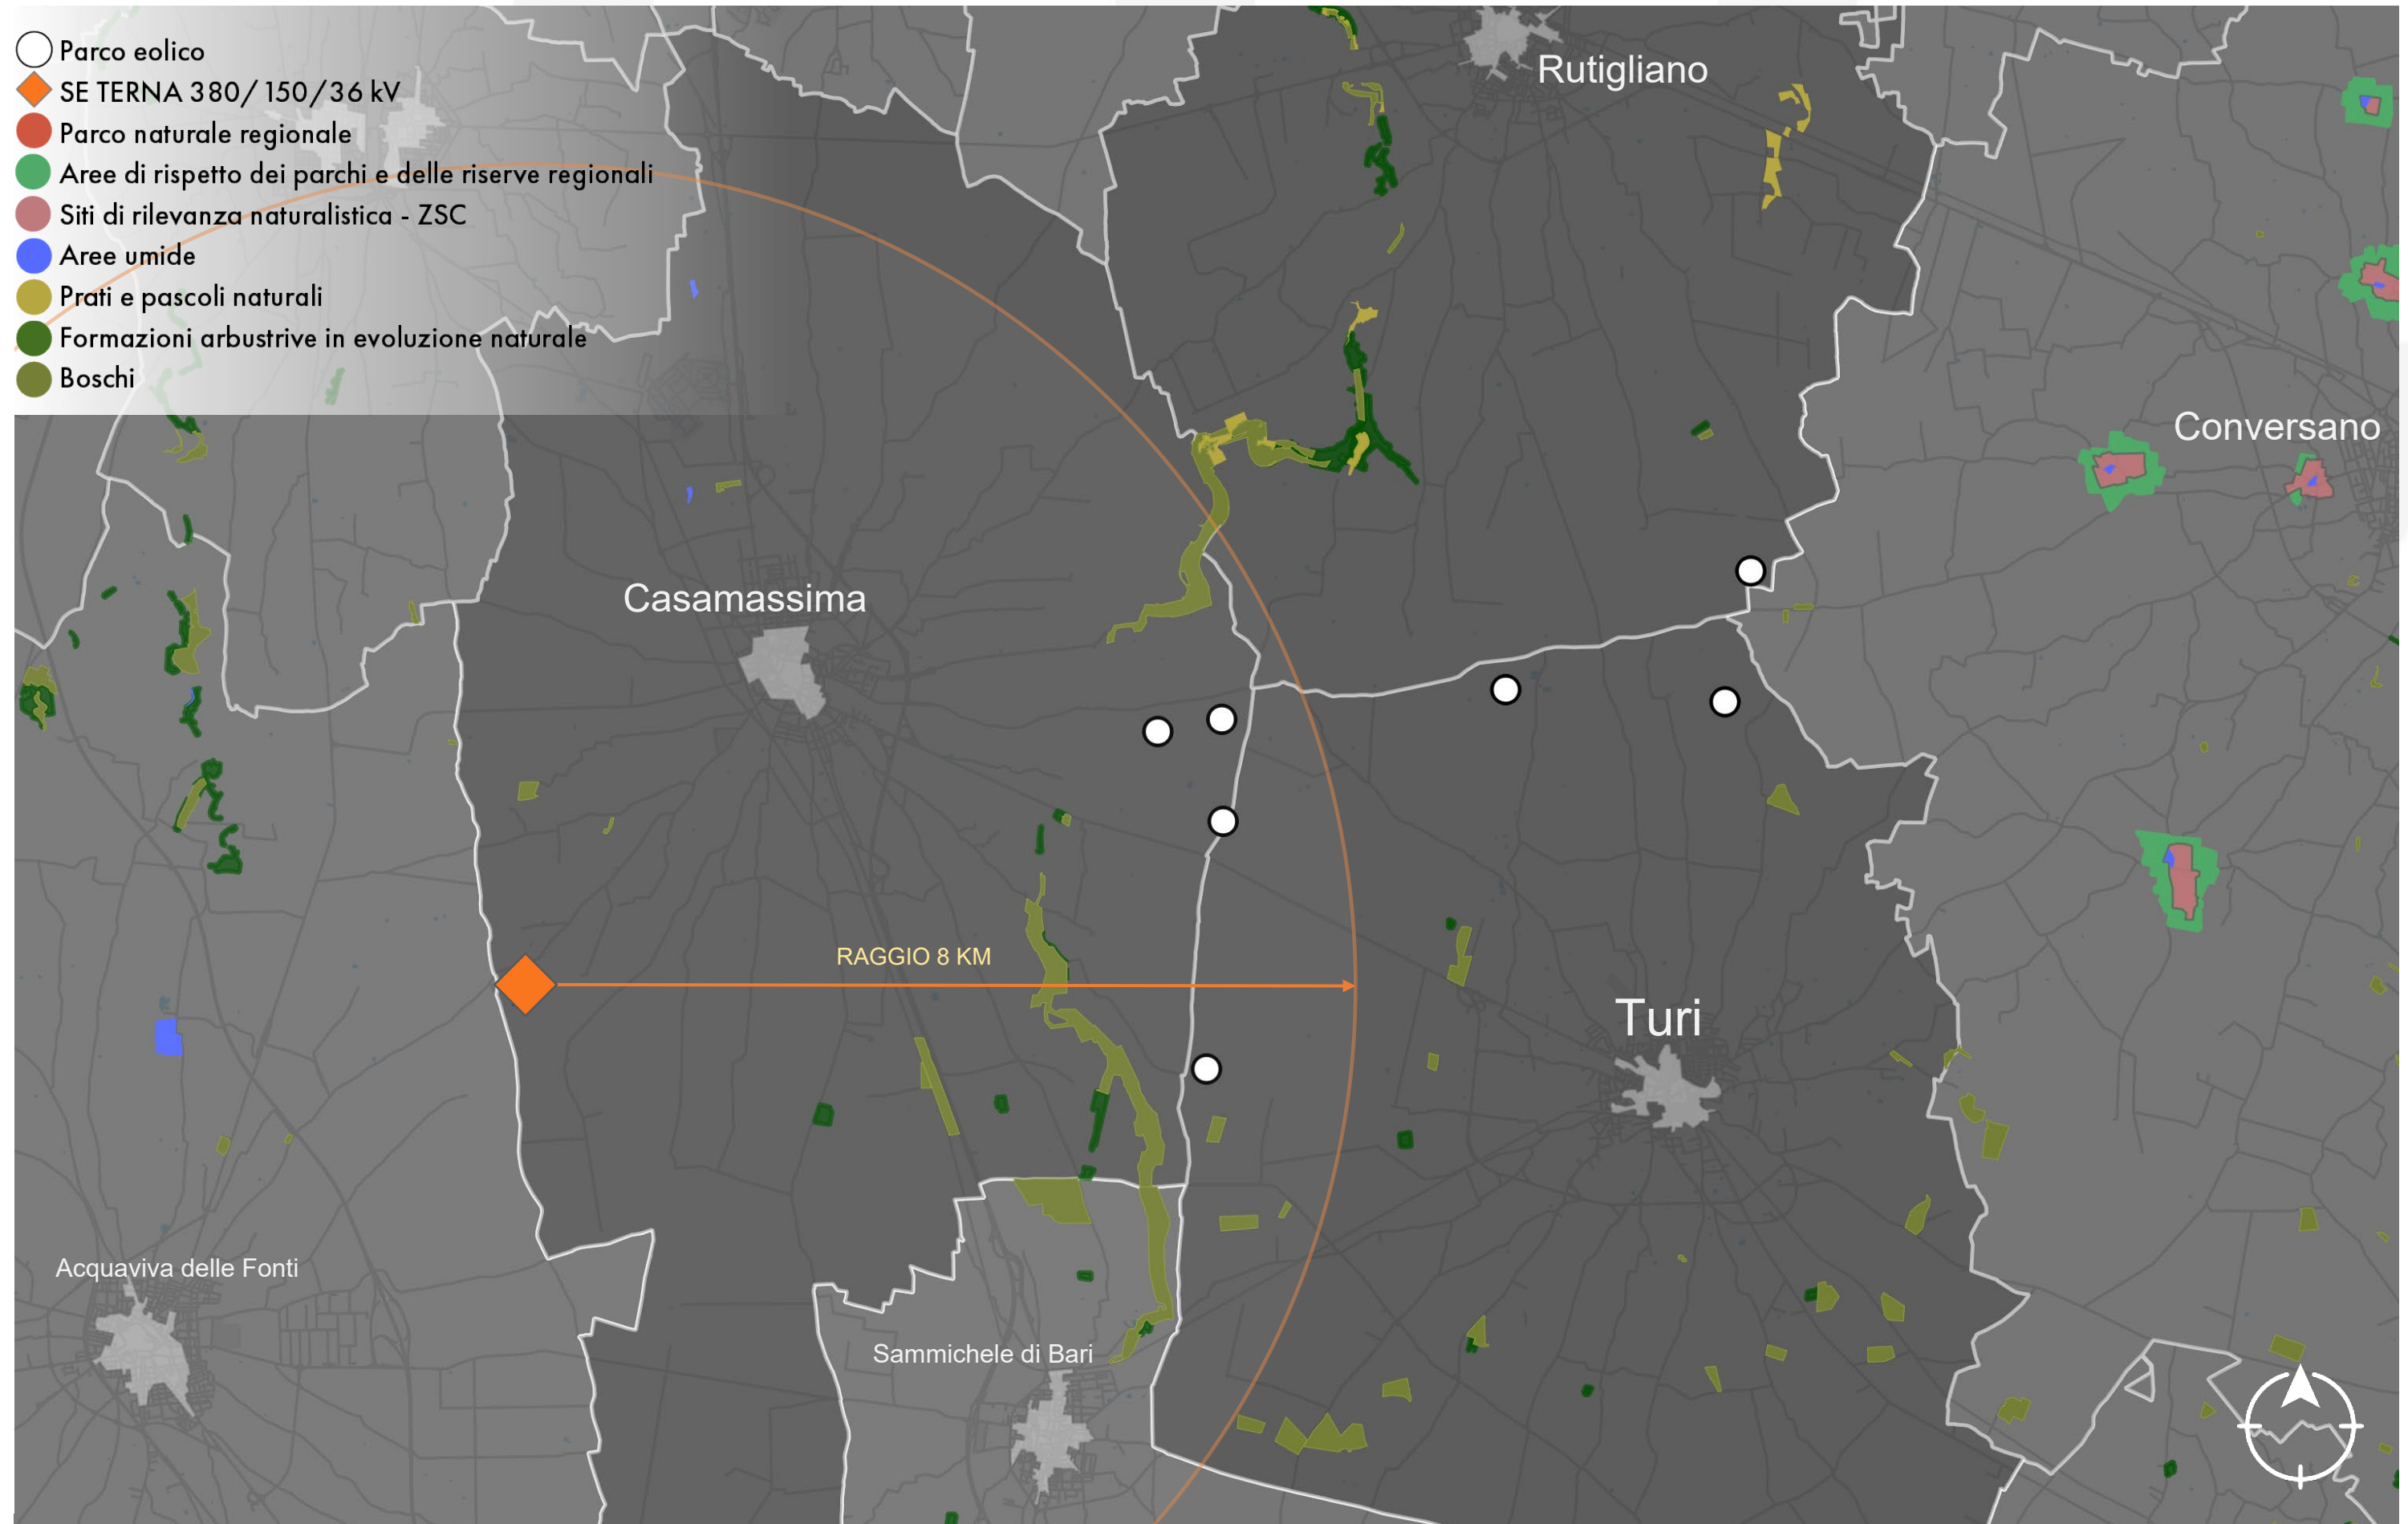 Parco eolico
SE TERNA 380/150/36 kV
Parco naturale regionale
Aree di rispetto dei parchi e delle riserve regionali
Siti di rilevanza naturalistica - ZSC
Aree umide
Prati e pascoli naturali
Formazioni arbustrive in evoluzione naturale
Boschi
Rutigliano
Conversano
Casamassima
RAGGIO 8 KM
Turi
Acquaviva delle Fonti
Sammichele di Bari